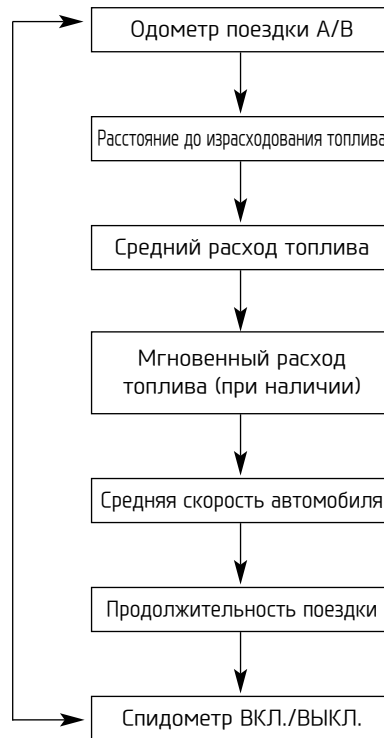 Одометр поездки A/B
Расстояние до израсходования топлива
Средний расход топлива
Мгновенный расход
топлива (при наличии)
Средняя скорость автомобиля
Продолжительность поездки
Спидометр ВКЛ./ВЫКЛ.